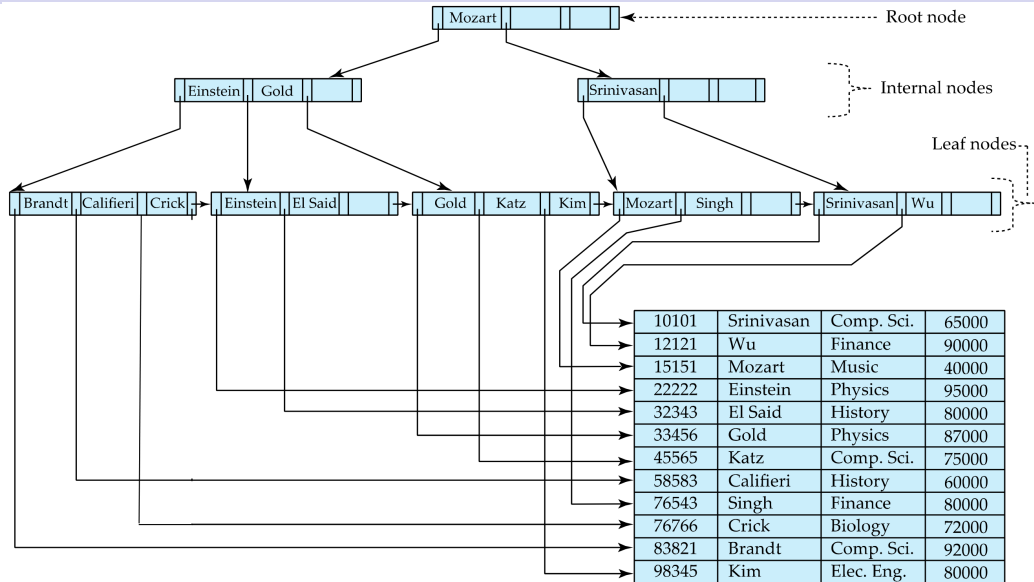 Mozart
Root node
Einstein Gold
Srinivasan
Internal nodes
Leaf nodes
Brandt Califieri Crick
Einstein El Said
Gold Katz Kim
Mozart Singh
Srinivasan Wu
10101 Srinivasan Comp. Sci. 65000
12121 Wu Finance 90000
15151 Mozart Music 40000
22222 Einstein Physics 95000
32343 El Said History 80000
33456 Gold Physics 87000
45565 Katz Comp. Sci. 75000
58583 Califieri History 60000
76543 Singh Finance 80000
76766 Crick Biology 72000
83821 Brandt Comp. Sci. 92000
98345 Kim Elec. Eng. 80000